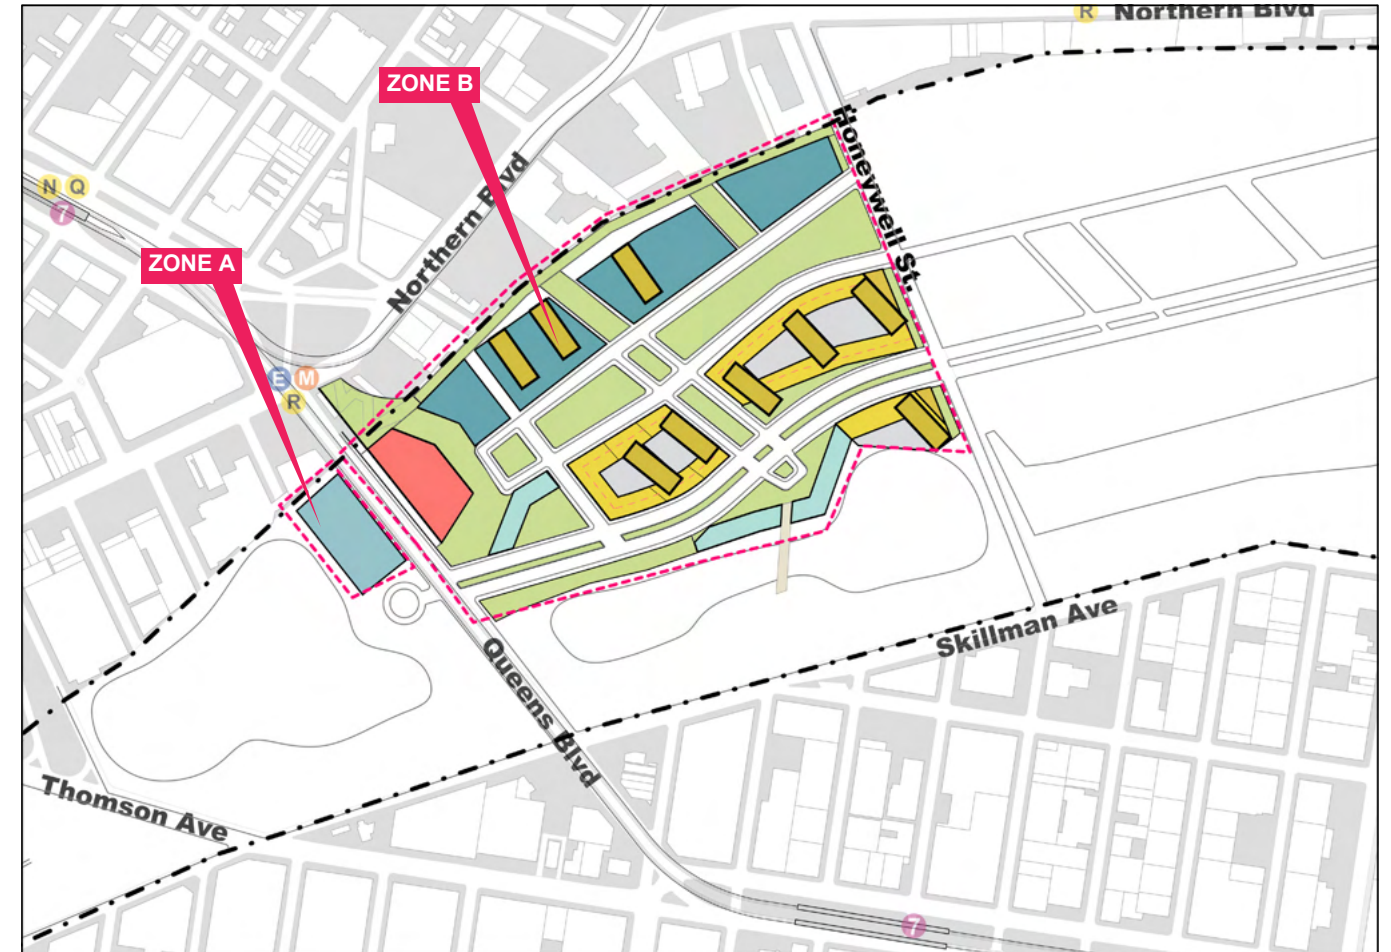 R Northern Blvd
ZONE B
Honeywell St.
N Q
7
Northern Blvd
ZONE A
E M
R
Skillman Ave
Queens Blvd
Thomson Ave
7